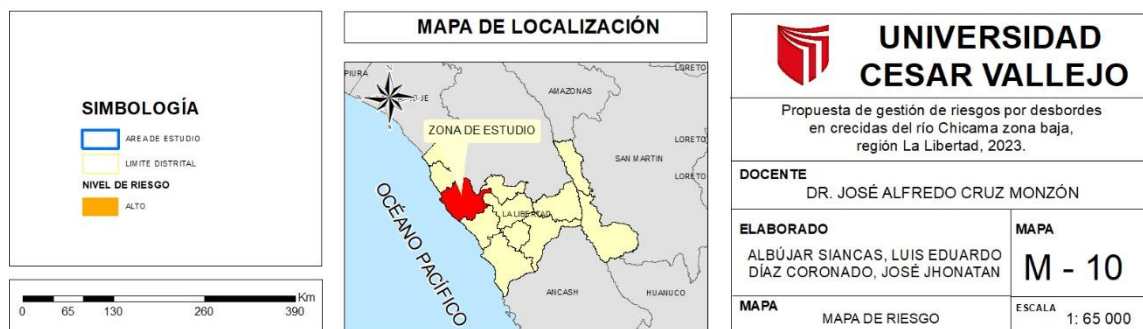 SIMBOLOGÍA
AREA DE ESTUDIO
LIMITE DISTRITAL
NIVEL DE RIESGO
ALTO
Km
0 65 130 260 390
MAPA DE LOCALIZACIÓN
PIURA
LORETO
AMAZONAS
ZONA DE ESTUDIO
LORETO
SAN MARTIN
LORETO
LA LIBERTAD
OCÉANO PACÍFICO
ANCASH
HUANUCO
UNIVERSIDAD
CESAR VALLEJO
Propuesta de gestión de riesgos por desbordes
en crecidas del río Chicama zona baja,
región La Libertad, 2023.
DOCENTE
DR. JOSÉ ALFREDO CRUZ MONZÓN
ELABORADO
ALBÚJAR SIANCAS, LUIS EDUARDO
DÍAZ CORONADO, JOSÉ JHONATAN
MAPA
M - 10
MAPA
MAPA DE RIESGO
ESCALA
1: 65 000